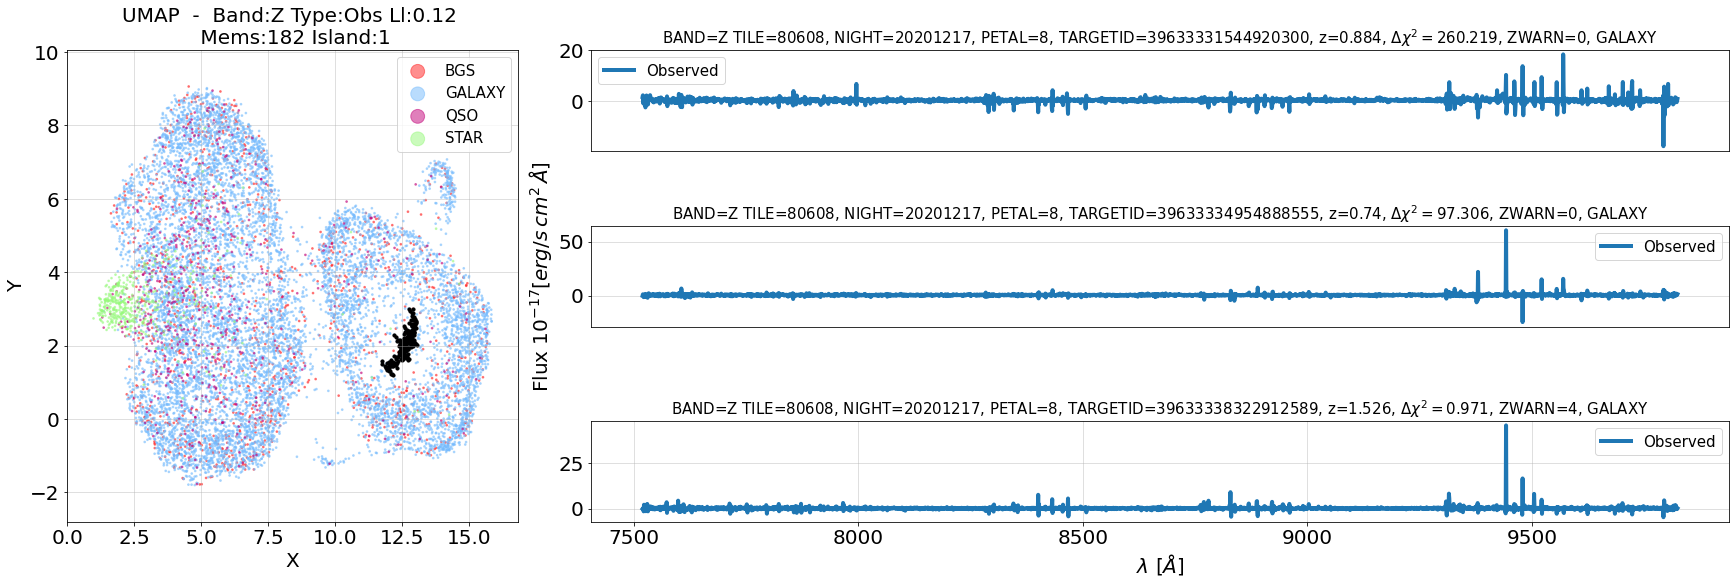 UMAP  -  Band:Z Type:Obs Ll:0.12
Mems:182 Island:1
10
8
6
4
2
0
−2
Y
0.0 2.5 5.0 7.5 10.0 12.5 15.0
X
BGS
GALAXY
QSO
STAR
Flux 10⁻¹⁷[erg/s cm² Å]
BAND=Z TILE=80608, NIGHT=20201217, PETAL=8, TARGETID=39633331544920300, z=0.884, Δχ² = 260.219, ZWARN=0, GALAXY
20
0
Observed
BAND=Z TILE=80608, NIGHT=20201217, PETAL=8, TARGETID=39633334954888555, z=0.74, Δχ² = 97.306, ZWARN=0, GALAXY
50
0
Observed
BAND=Z TILE=80608, NIGHT=20201217, PETAL=8, TARGETID=39633338322912589, z=1.526, Δχ² = 0.971, ZWARN=4, GALAXY
25
0
Observed
7500 8000 8500 9000 9500
λ [Å]